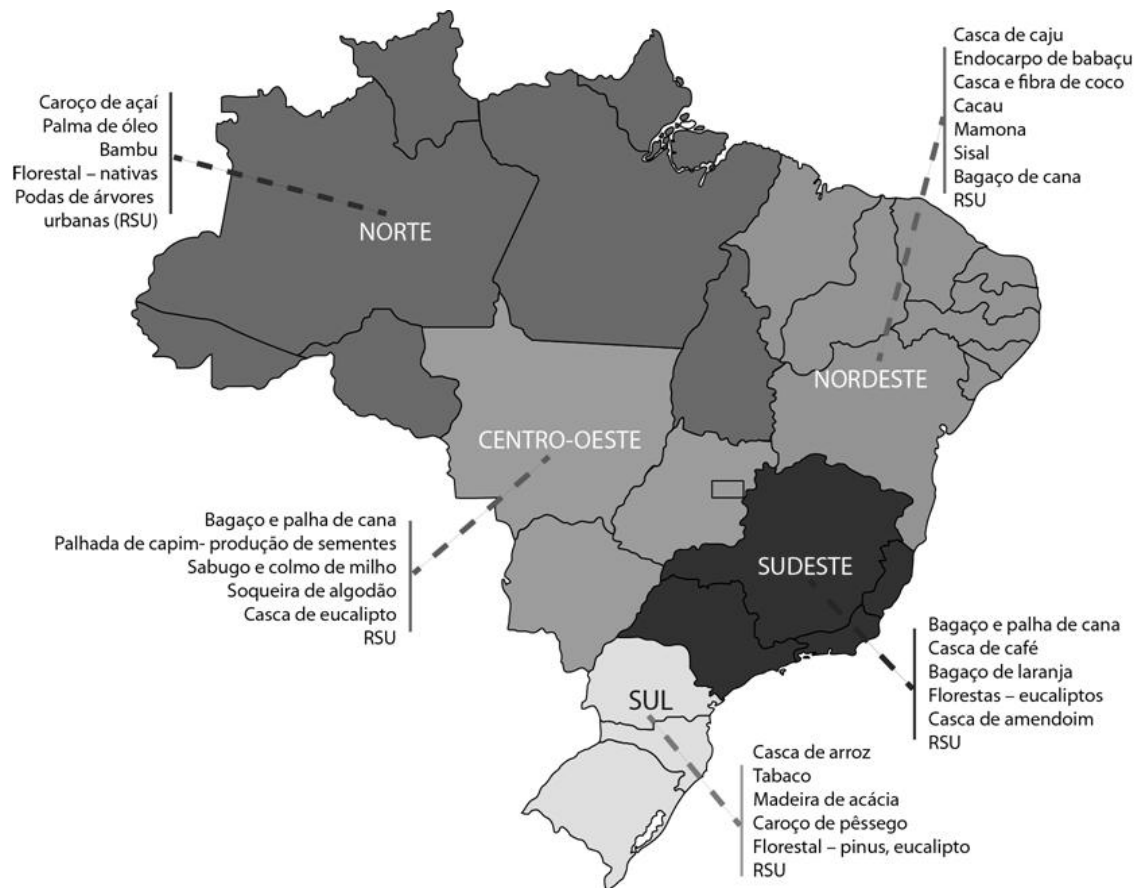 Casca de caju
Endocarpo de babaçu
Casca e fibra de coco
Cacau
Mamona
Sisal
Bagaço de cana
RSU
Caroço de açaí
Palma de óleo
Bambu
Florestal – nativas
Podas de árvores
urbanas (RSU)
NORTE
NORDESTE
CENTRO-OESTE
Bagaço e palha de cana
Palhada de capim- produção de sementes
Sabugo e colmo de milho
Soqueira de algodão
Casca de eucalipto
RSU
SUDESTE
Bagaço e palha de cana
Casca de café
Bagaço de laranja
Florestas – eucaliptos
Casca de amendoim
RSU
SUL
Casca de arroz
Tabaco
Madeira de acácia
Caroço de pêssego
Florestal – pinus, eucalipto
RSU